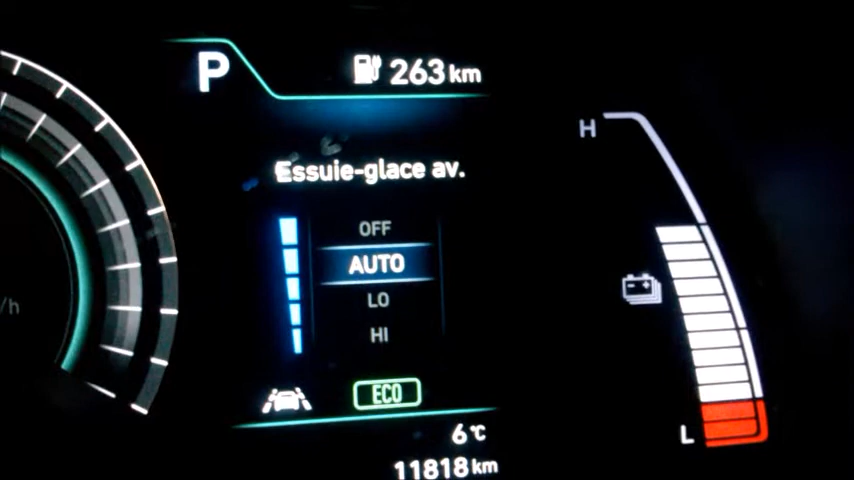 P
263 km
H
Essuie-glace av.
OFF
AUTO
LO
HI
/h
ECO
L
6°C
11818 km